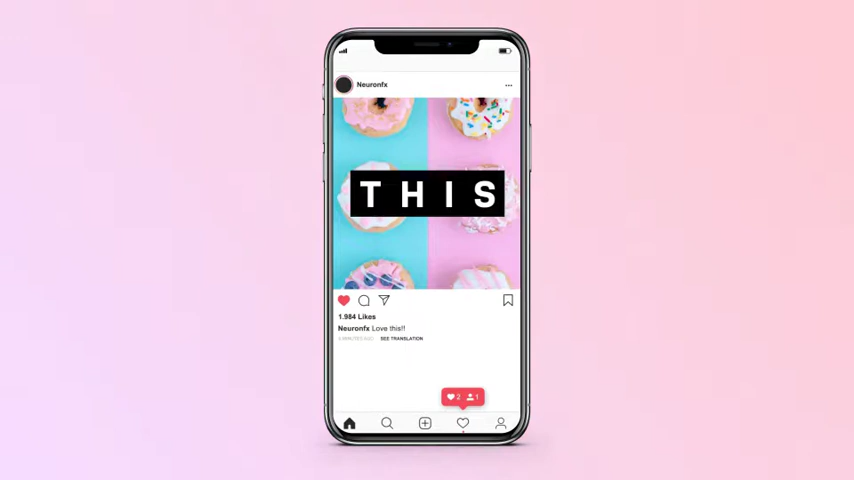 Neuronfx
THIS
1.984 Likes
Neuronfx Love this!!
SEE TRANSLATION
2 1